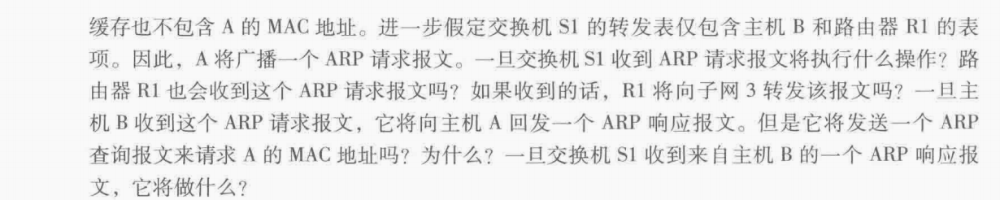 缓存也不包含 A 的 MAC 地址。进一步假定交换机 S1 的转发表仅包含主机 B 和路由器 R1 的表
项。因此，A 将广播一个 ARP 请求报文。一旦交换机 S1 收到 ARP 请求报文将执行什么操作？路
由器 R1 也会收到这个 ARP 请求报文吗？如果收到的话，R1 将向子网 3 转发该报文吗？一旦主
机 B 收到这个 ARP 请求报文，它将向主机 A 回发一个 ARP 响应报文。但是它将发送一个 ARP
查询报文来请求 A 的 MAC 地址吗？为什么？一旦交换机 S1 收到来自主机 B 的一个 ARP 响应报
文，它将做什么？